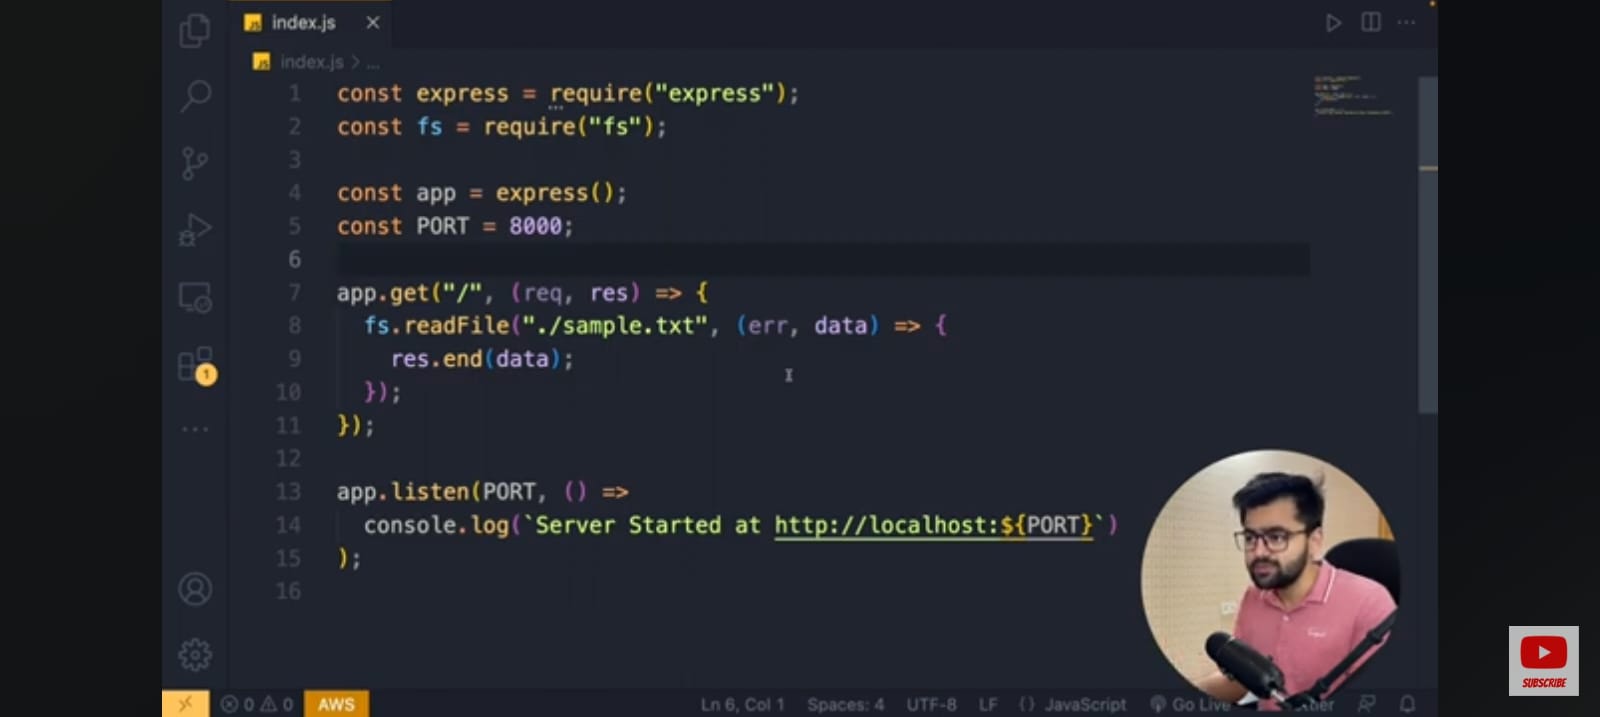 index.js
index.js > ...
1 const express = require("express");
2 const fs = require("fs");
3
4 const app = express();
5 const PORT = 8000;
6
7 app.get("/", (req, res) => {
8 fs.readFile("./sample.txt", (err, data) => {
9 res.end(data);
10 });
11 });
12
13 app.listen(PORT, () =>
14 console.log(`Server Started at http://localhost:${PORT}`)
15 );
16
1
0 0 AWS Ln 6, Col 1 Spaces: 4 UTF-8 LF {} JavaScript Go Live
SUBSCRIBE